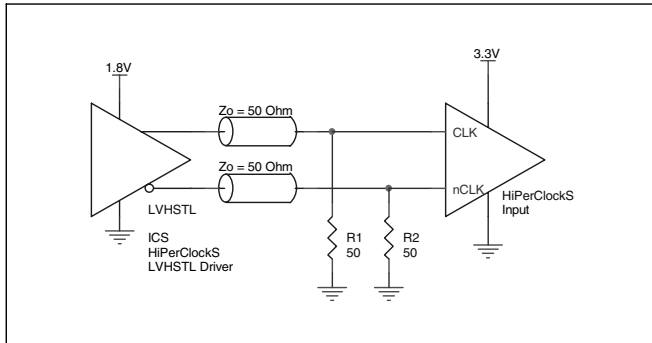 1.8V
3.3V
Zo = 50 Ohm
CLK
Zo = 50 Ohm
nCLK
HiPerClockS
Input
LVHSTL
ICS
HiPerClockS
LVHSTL Driver
R1
50
R2
50